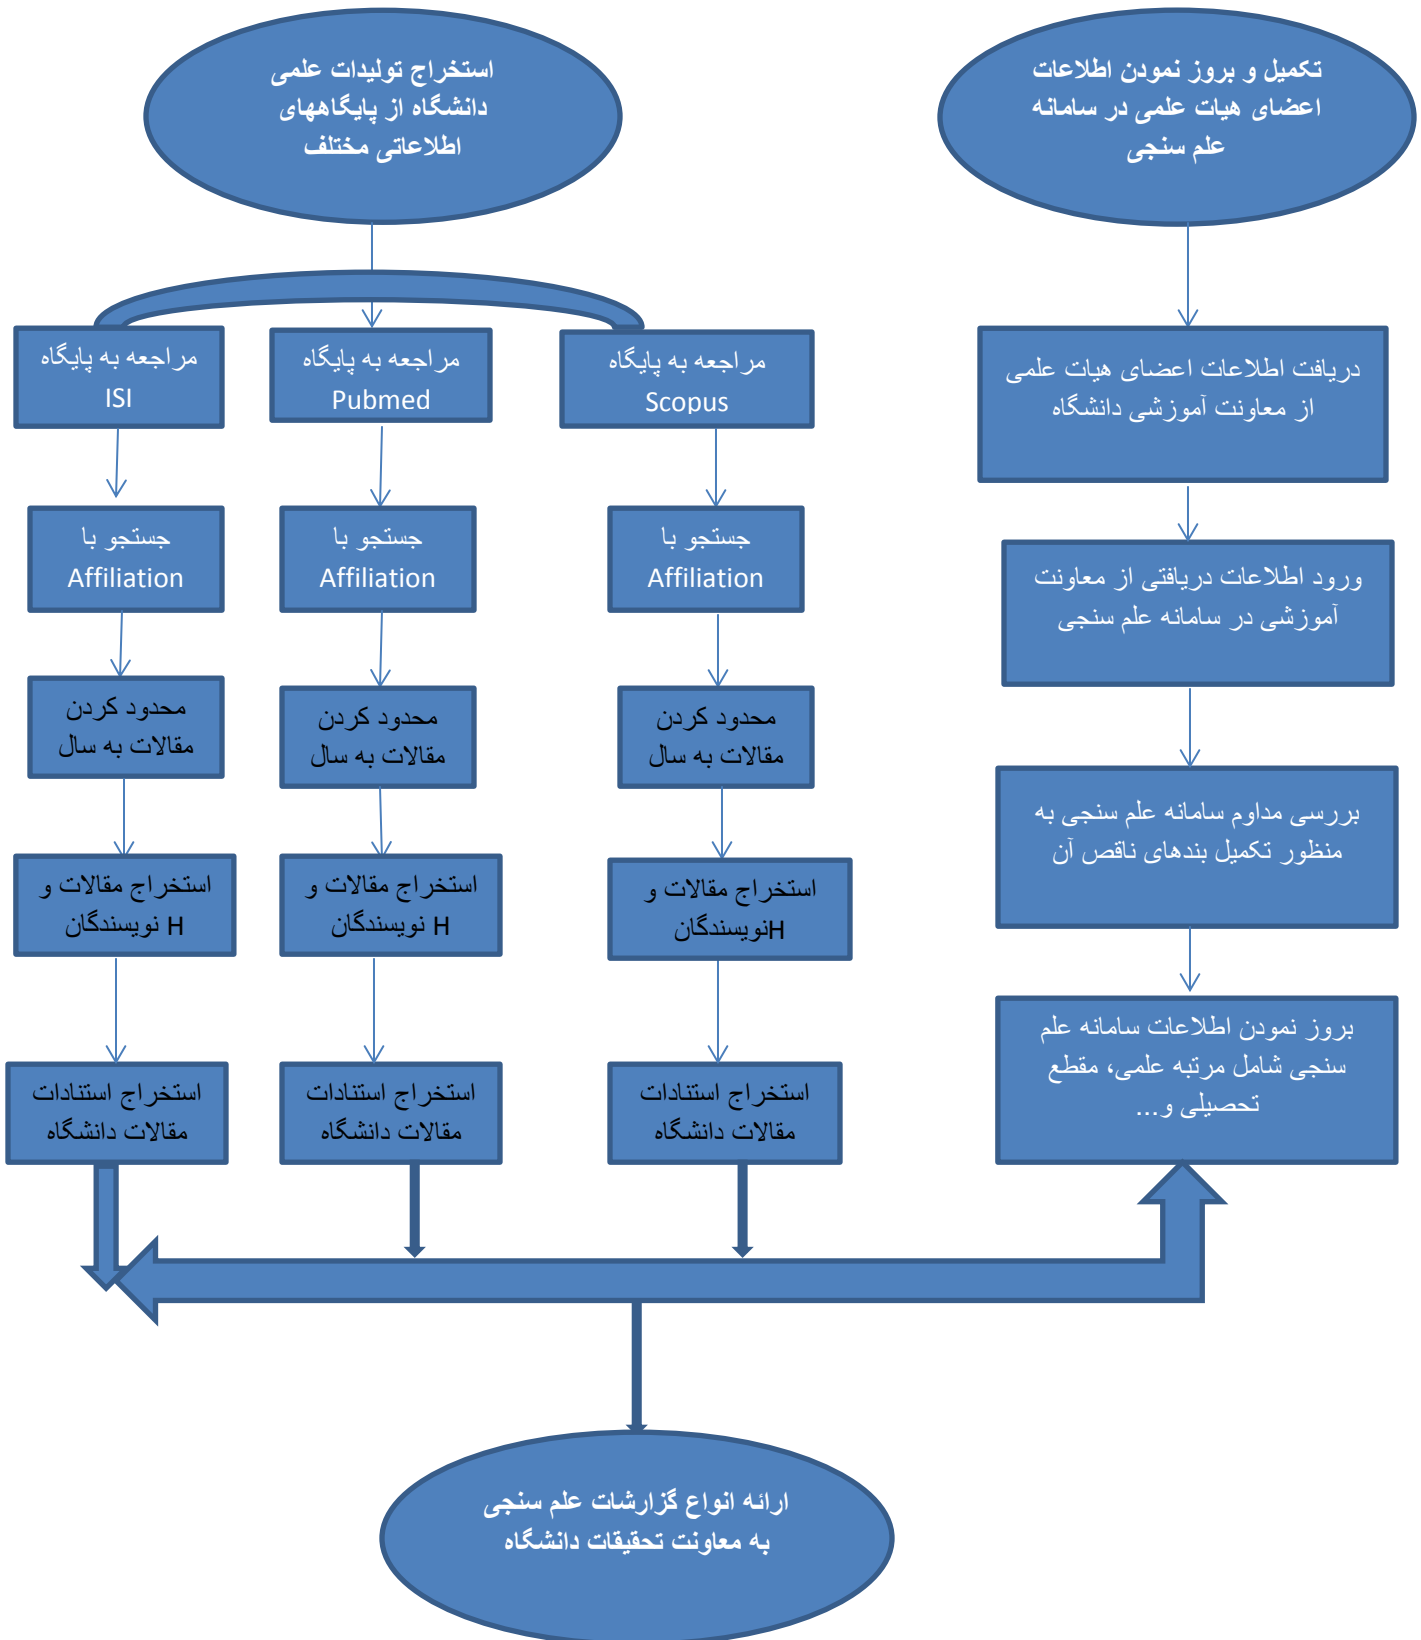 تکمیل و بروز نمودن اطلاعات
اعضای هیات علمی در سامانه
علم سنجی
دریافت اطلاعات اعضای هیات علمی
از معاونت آموزشی دانشگاه
ورود اطلاعات دریافتی از معاونت
آموزشی در سامانه علم سنجی
بررسی مداوم سامانه علم سنجی به
منظور تکمیل بندهای ناقص آن
بروز نمودن اطلاعات سامانه علم
سنجی شامل مرتبه علمی، مقطع
تحصیلی و...
استخراج تولیدات علمی
دانشگاه از پایگاههای
اطلاعاتی مختلف
مراجعه به پایگاه
Scopus
جستجو با
Affiliation
محدود کردن
مقالات به سال
استخراج مقالات و
Hنویسندگان
استخراج استنادات
مقالات دانشگاه
مراجعه به پایگاه
Pubmed
جستجو با
Affiliation
محدود کردن
مقالات به سال
استخراج مقالات و
H نویسندگان
استخراج استنادات
مقالات دانشگاه
مراجعه به پایگاه
ISI
جستجو با
Affiliation
محدود کردن
مقالات به سال
استخراج مقالات و
H نویسندگان
استخراج استنادات
مقالات دانشگاه
ارائه انواع گزارشات علم سنجی
به معاونت تحقیقات دانشگاه